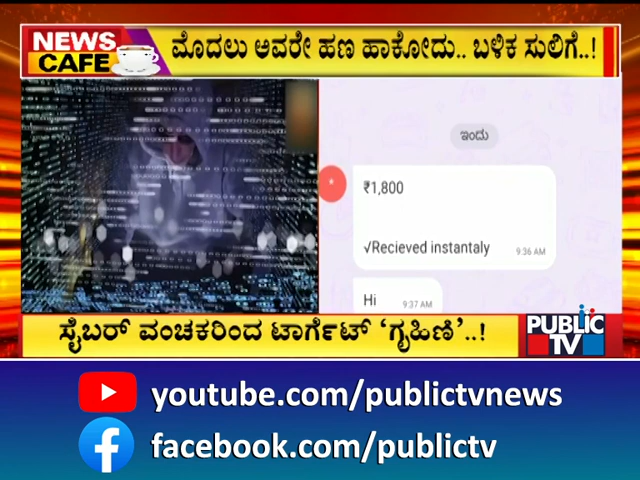 NEWS
CAFE
ಮೊದಲು ಅವರೇ ಹಣ ಹಾಕೋದು.. ಬಳಿಕ ಸುಲಿಗೆ..!
ಇಂದು
₹1,800
√Recieved instantaly 9:36 AM
Hi 9:37 AM
ಸೈಬರ್ ವಂಚಕರಿಂದ ಟಾರ್ಗೆಟ್ ‘ಗೃಹಿಣಿ’..!
PUBLIC
TV
youtube.com/publictvnews
facebook.com/publictv